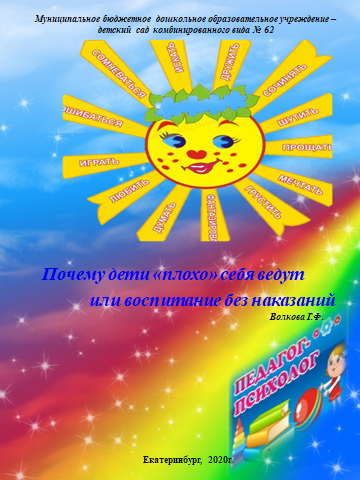 Муниципальное бюджетное дошкольное образовательное учреждение –
детский сад комбинированного вида № 62
ИСКАТЬ
ДРУЖИТЬ
СОМНЕВАТЬСЯ
СОЧИНЯТЬ
ОШИБАТЬСЯ
ШУТИТЬ
ИГРАТЬ
ПРОЩАТЬ
ЛЮБИТЬ
МЕЧТАТЬ
ДУМАТЬ
ГРУСТИТЬ
Почему дети «плохо» себя ведут
или воспитание без наказаний
Волкова Г.Ф.
ПЕДАГОГ-
ПСИХОЛОГ
Екатеринбург, 2020г.